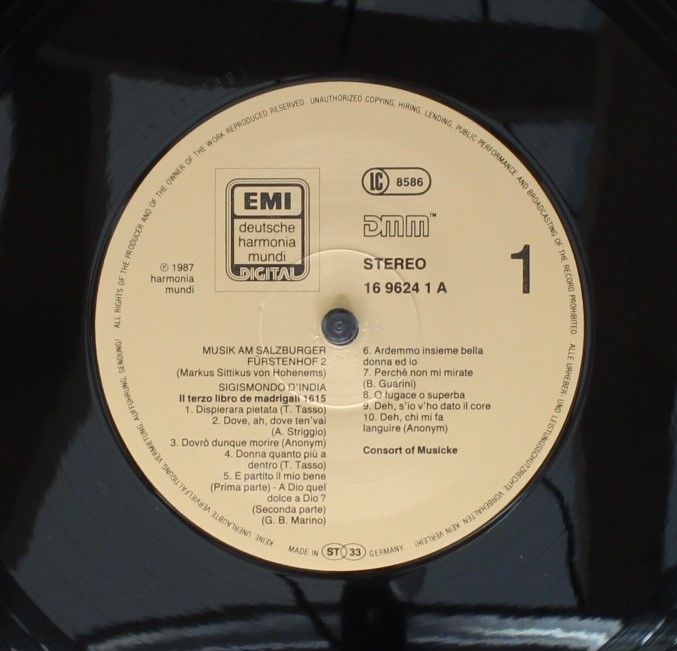 ALL RIGHTS OF THE PRODUCER AND OF THE OWNER OF THE WORK REPRODUCED RESERVED. UNAUTHORIZED COPYING, HIRING, LENDING, PUBLIC PERFORMANCE AND BROADCASTING OF THE RECORD PROHIBITED
ALLE URHEBER- UND LEISTUNGSSCHUTZRECHTE VORBEHALTEN. KEIN VERLEIH! KEINE UNERLAUBTE VERVIELFÄLTIGUNG, VERMIETUNG, AUFFÜHRUNG, SENDUNG!
EMI
deutsche
harmonia
mundi
DIGITAL
℗ 1987
harmonia
mundi
LC 8586
DMM™
STEREO
16 9624 1 A
1
MUSIK AM SALZBURGER
FÜRSTENHOF 2
(Markus Sittikus von Hohenems)
SIGISMONDO D'INDIA
Il terzo libro de madrigali 1615
1. Dispierara pietata (T. Tasso)
2. Dove, ah, dove ten'vai
(A. Striggio)
3. Dovrò dunque morire (Anonym)
4. Donna quanto più a
dentro (T. Tasso)
5. E partito il mio bene
(Prima parte) - A Dio quel
dolce a Dio?
(Seconda parte)
(G. B. Marino)
6. Ardemmo insieme bella
donna ed io
7. Perché non mi mirate
(B. Guarini)
8. O fugace o superba
9. Deh, s'io v'ho dato il core
10. Deh, chi mi fa
languire (Anonym)
Consort of Musicke
MADE IN ST 33 GERMANY